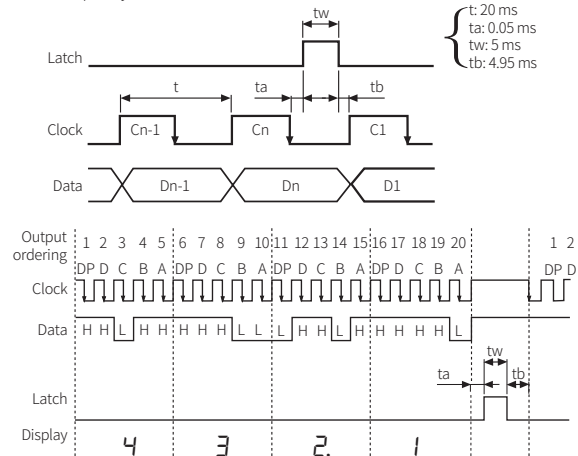 tw
t: 20 ms
ta: 0.05 ms
tw: 5 ms
tb: 4.95 ms
Latch
t
ta
tb
Clock
Cn-1
Cn
C1
Data
Dn-1
Dn
D1
Output ordering
1 2 3 4 5 6 7 8 9 10 11 12 13 14 15 16 17 18 19 20 1 2
DP D C B A DP D C B A DP D C B A DP D C B A DP D
Clock
Data
H H L H H H H H L L L H H L H H H H H L
tw
ta
tb
Latch
Display
4 3 2. 1